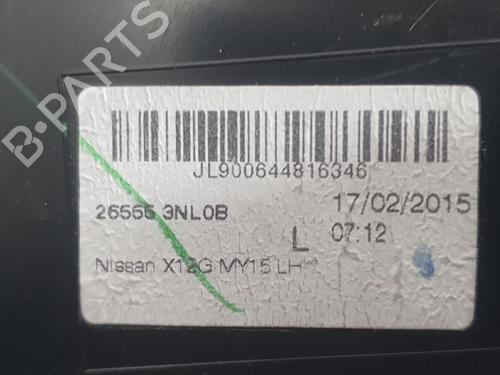 B-PARTS
JL900644816346
26555 3NL0B
17/02/2015
L
07:12
Nissan X12G MY15 LH